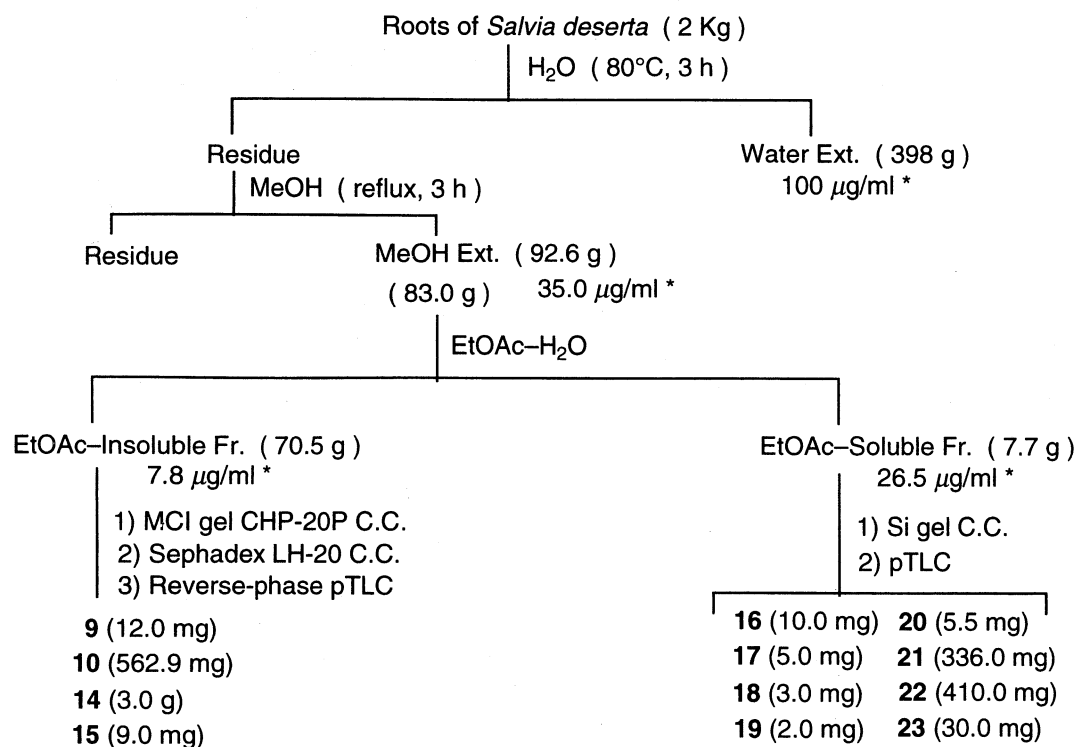 Roots of Salvia deserta ( 2 Kg )
H₂O ( 80°C, 3 h )
Residue
Water Ext. ( 398 g )
100 μg/ml *
MeOH ( reflux, 3 h )
Residue
MeOH Ext. ( 92.6 g )
( 83.0 g ) 35.0 μg/ml *
EtOAc–H₂O
EtOAc–Insoluble Fr. ( 70.5 g )
7.8 μg/ml *
1) MCI gel CHP-20P C.C.
2) Sephadex LH-20 C.C.
3) Reverse-phase pTLC
9 (12.0 mg)
10 (562.9 mg)
14 (3.0 g)
15 (9.0 mg)
EtOAc–Soluble Fr. ( 7.7 g )
26.5 μg/ml *
1) Si gel C.C.
2) pTLC
16 (10.0 mg) 20 (5.5 mg)
17 (5.0 mg) 21 (336.0 mg)
18 (3.0 mg) 22 (410.0 mg)
19 (2.0 mg) 23 (30.0 mg)